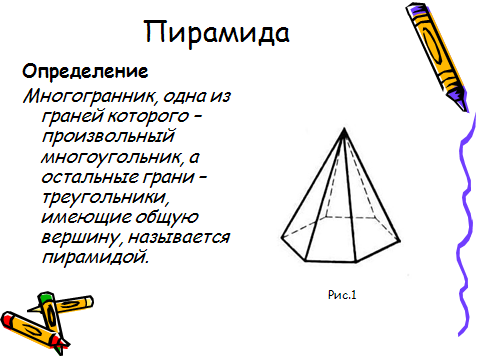 Пирамида
Определение
Многогранник, одна из
граней которого –
произвольный
многоугольник, а
остальные грани –
треугольники,
имеющие общую
вершину, называется
пирамидой.
Рис.1